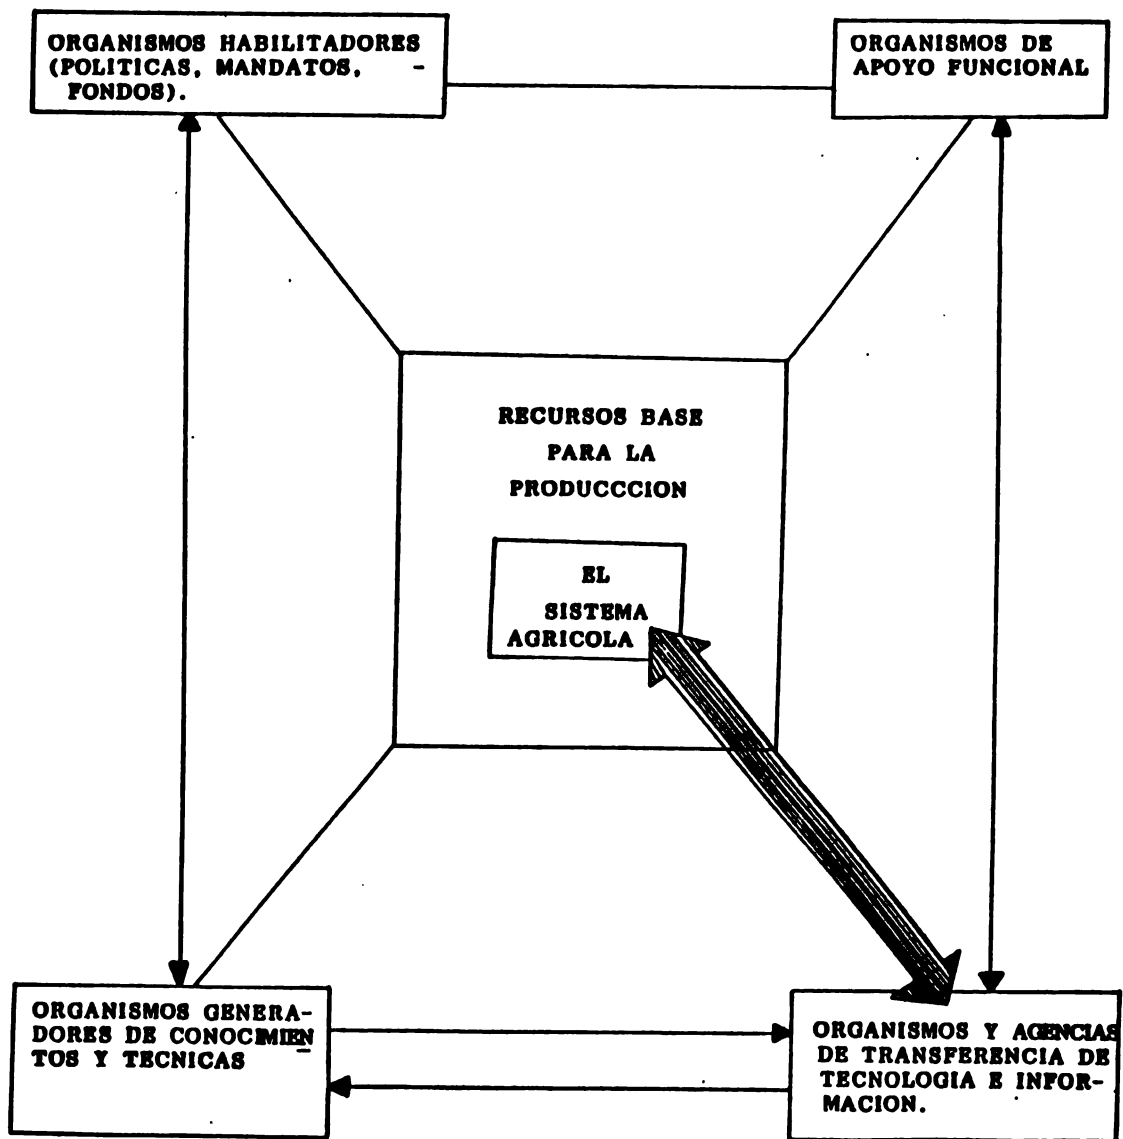 ORGANISMOS HABILITADORES
(POLITICAS, MANDATOS, -
FONDOS).
ORGANISMOS DE
APOYO FUNCIONAL
RECURSOS BASE
PARA LA
PRODUCCCION
EL
SISTEMA
AGRICOLA
ORGANISMOS GENERA-
DORES DE CONOCIMIEN
TOS Y TECNICAS
ORGANISMOS Y AGENCIAS
DE TRANSFERENCIA DE
TECNOLOGIA E INFOR-
MACION.